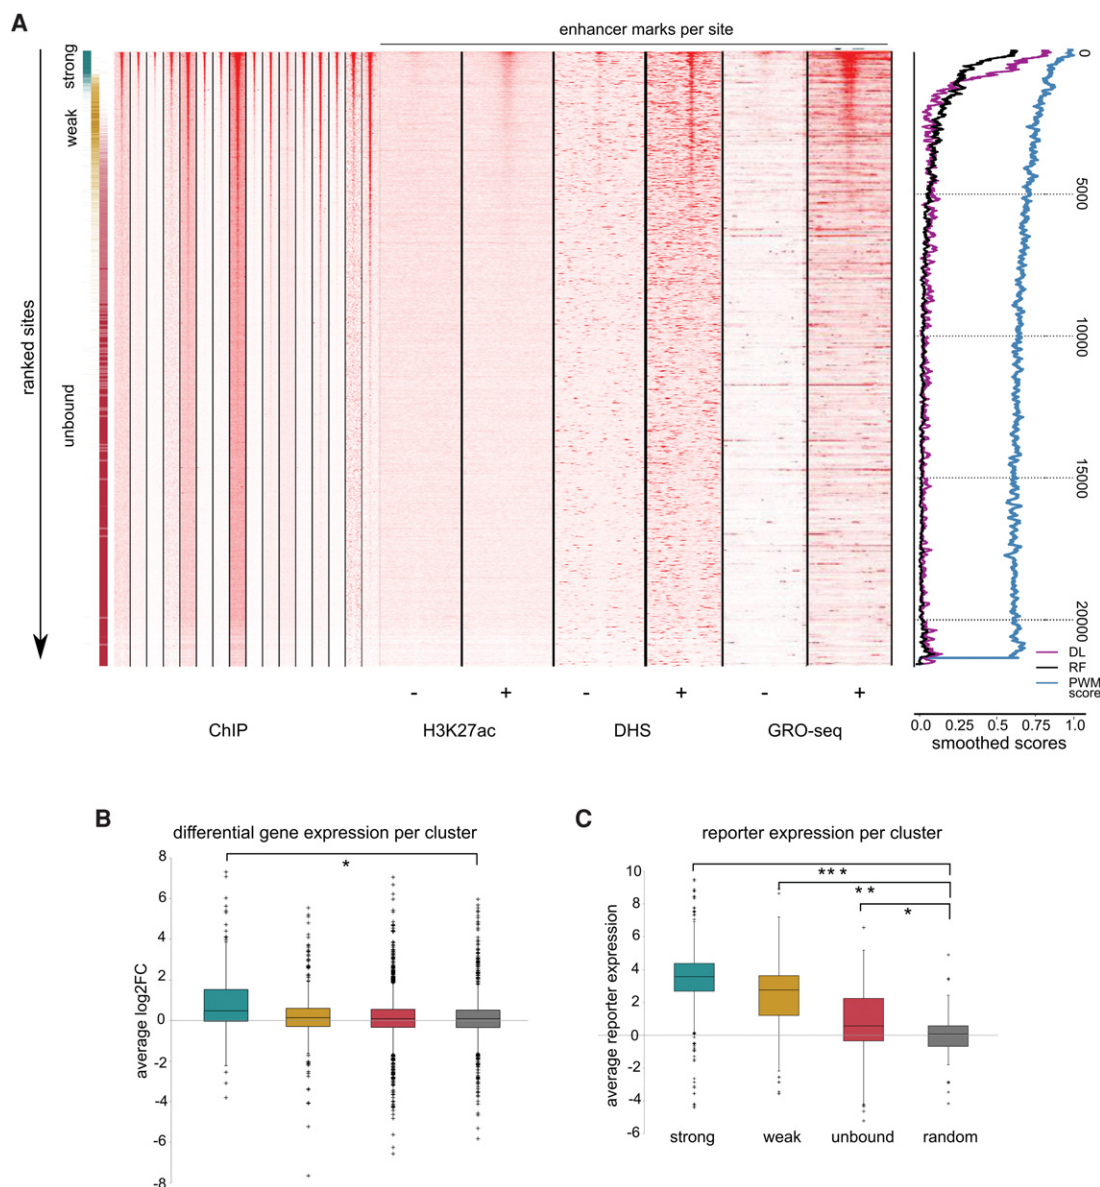 A
enhancer marks per site
strong
weak
unbound
ranked sites
0
5000
10000
15000
20000
DL
RF
PWM
score
- + - + - +
ChIP H3K27ac DHS GRO-seq
0.0 0.25 0.5 0.75 1.0
smoothed scores
B
differential gene expression per cluster
*
average log2FC
8
6
4
2
0
-2
-4
-6
-8
C
reporter expression per cluster
***
**
*
average reporter expression
10
8
6
4
2
0
-2
-4
-6
strong weak unbound random